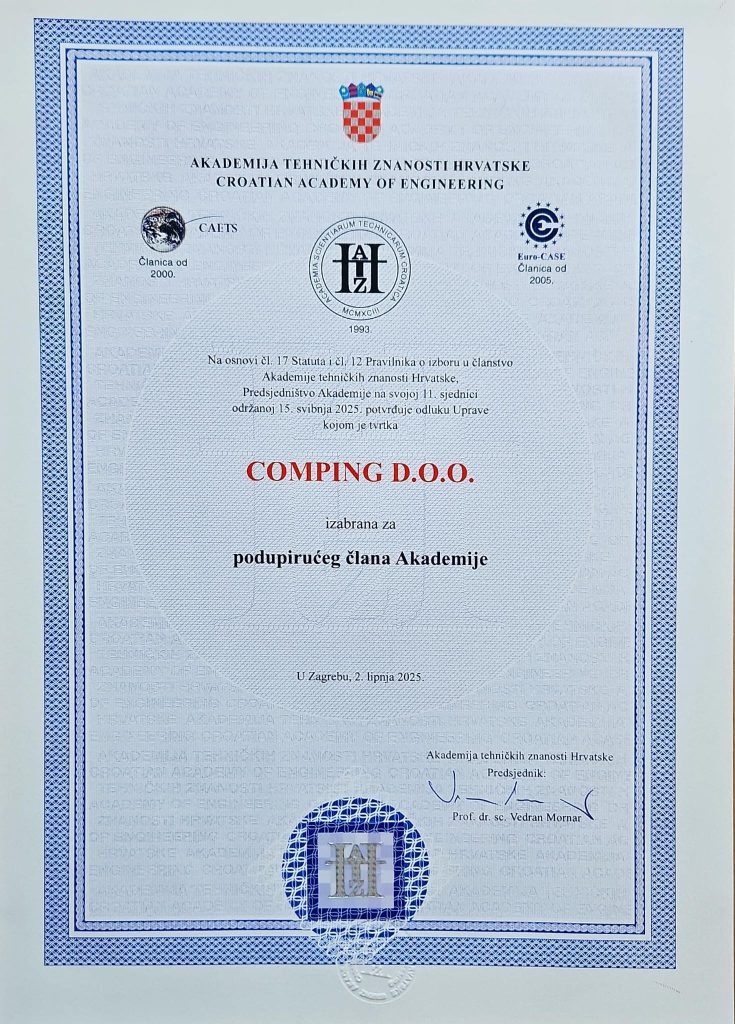 AKADEMIJA TEHNIČKIH ZNANOSTI HRVATSKE
CROATIAN ACADEMY OF ENGINEERING
CAETS
Članica od
2000.
ACADEMIA SCIENTIARUM TECHNICARUM CROATICA
HATZ
MCMXCIII
1993.
Euro-CASE
Članica od
2005.
Na osnovi čl. 17 Statuta i čl. 12 Pravilnika o izboru u članstvo
Akademije tehničkih znanosti Hrvatske,
Predsjedništvo Akademije na svojoj 11. sjednici
održanoj 15. svibnja 2025. potvrđuje odluku Uprave
kojom je tvrtka
COMPING D.O.O.
izabrana za
podupirućeg člana Akademije
U Zagrebu, 2. lipnja 2025.
Akademija tehničkih znanosti Hrvatske
Predsjednik:
Prof. dr. sc. Vedran Mornar
HATZ